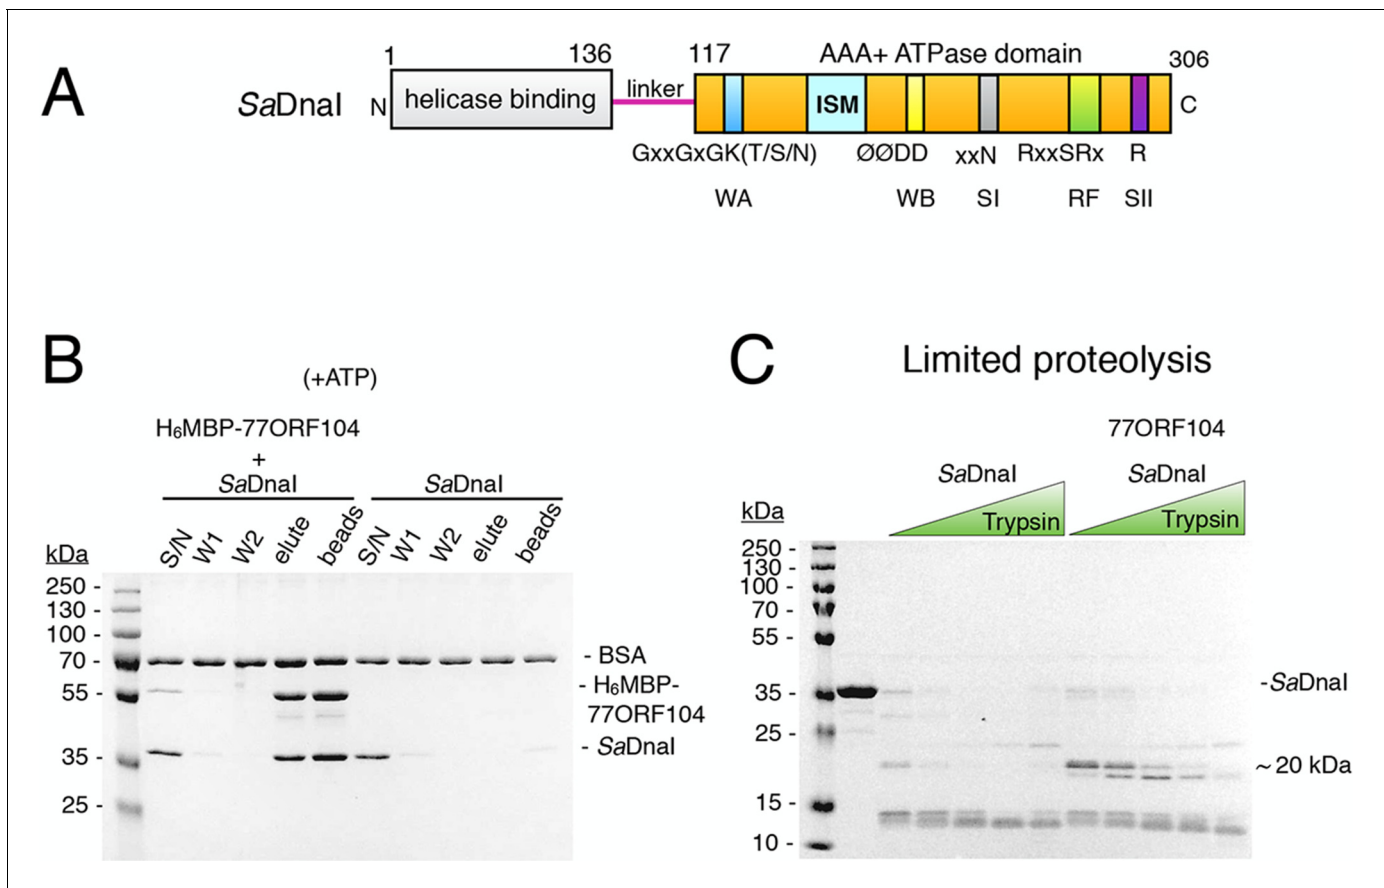 A
1 136 117 AAA+ ATPase domain 306
SaDnaI N helicase binding linker ISM C
GxxGxGK(T/S/N) ØØDD xxN RxxSRx R
WA WB SI RF SII
B
(+ATP)
H₆MBP-77ORF104
+
SaDnaI SaDnaI
kDa S/N W1 W2 elute beads S/N W1 W2 elute beads
250 -
130 -
100 -
70 - - BSA
55 - - H₆MBP-
77ORF104
35 - - SaDnaI
25 -
C Limited proteolysis
77ORF104
SaDnaI SaDnaI
kDa Trypsin Trypsin
250 -
130 -
100 -
70 -
55 -
35 - -SaDnaI
25 -
~20 kDa
15 -
10 -